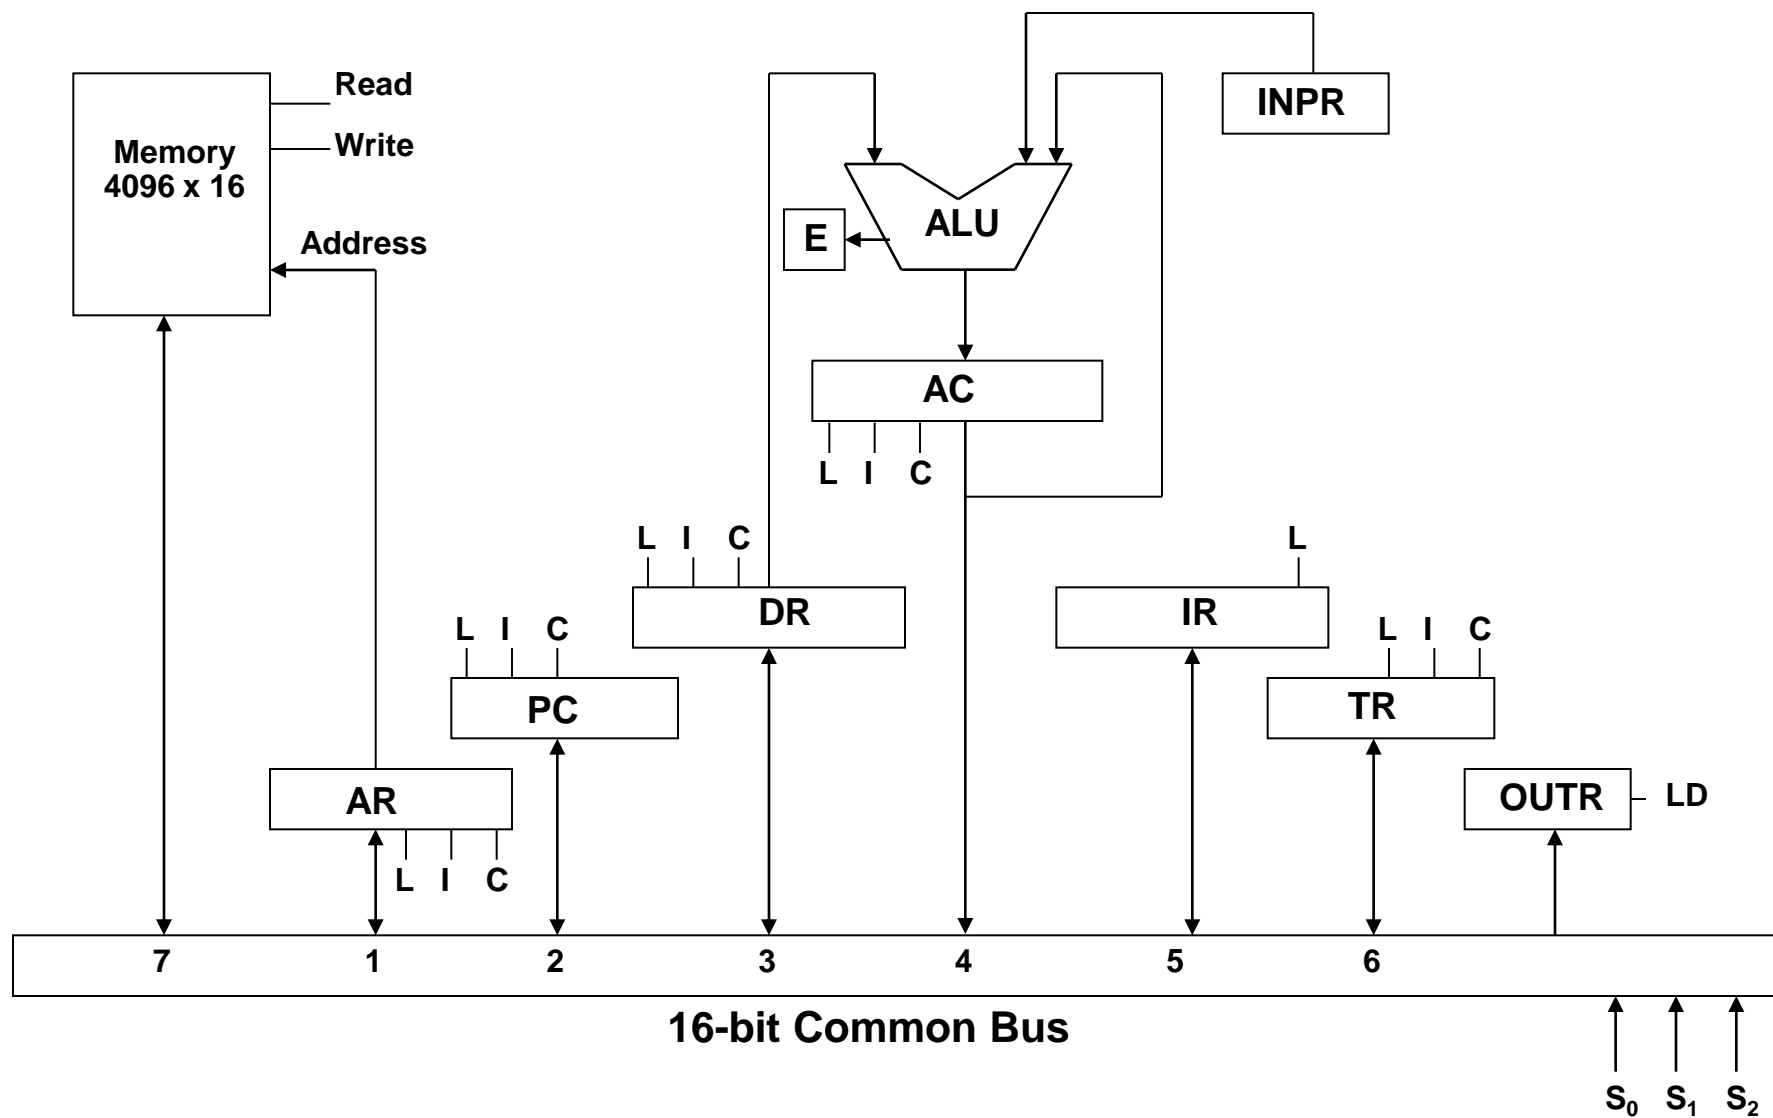 Read
INPR
Write
Memory
4096 x 16
ALU
E
Address
AC
L I C
L I C
L
DR
IR
L I C
L I C
PC
TR
AR
OUTR
LD
L I C
7 1 2 3 4 5 6
16-bit Common Bus
S₀ S₁ S₂